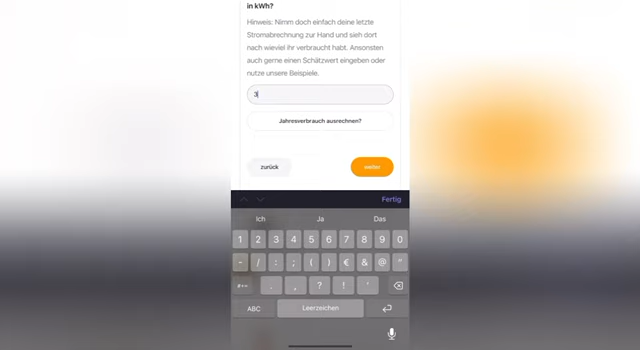 in kWh?
Hinweis: Nimm doch einfach deine letzte
Stromabrechnung zur Hand und sieh dort
nach wieviel ihr verbraucht habt. Ansonsten
auch gerne einen Schätzwert eingeben oder
nutze unsere Beispiele.
3
Jahresverbrauch ausrechnen?
zurück weiter
Fertig
Ich Ja Das
1 2 3 4 5 6 7 8 9 0
- / : ; ( ) € & @ "
#+= . , ? ! '
ABC Leerzeichen